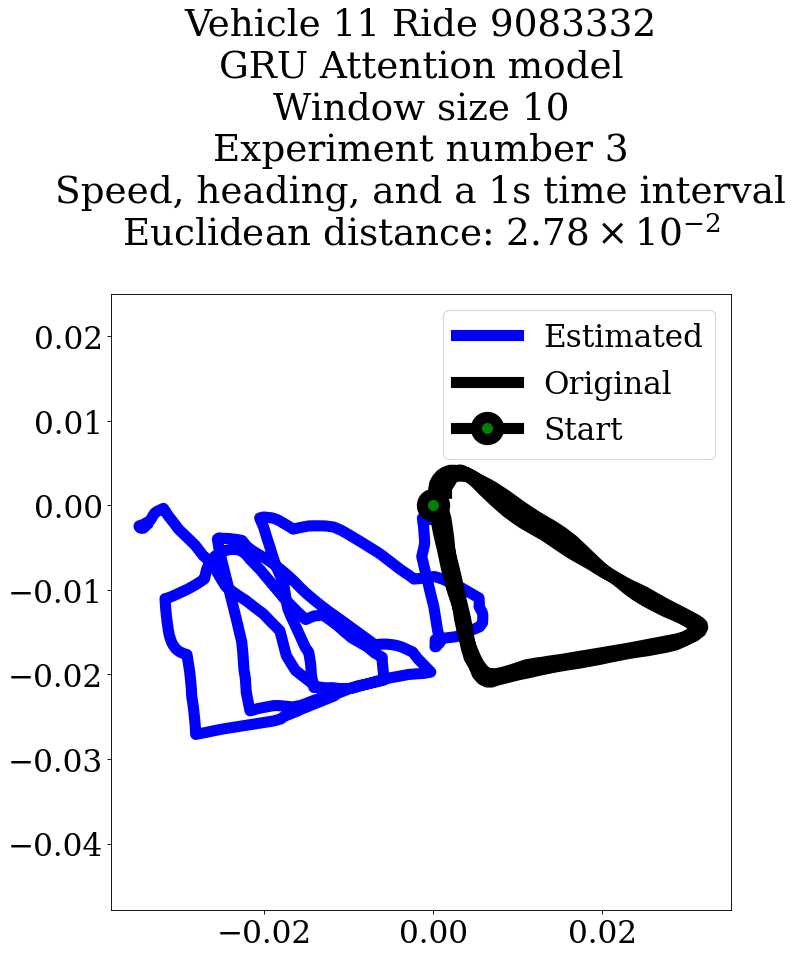 Vehicle 11 Ride 9083332
GRU Attention model
Window size 10
Experiment number 3
Speed, heading, and a 1s time interval
Euclidean distance: 2.78 × 10⁻²
Estimated
Original
Start
0.02
0.01
0.00
−0.01
−0.02
−0.03
−0.04
−0.02 0.00 0.02